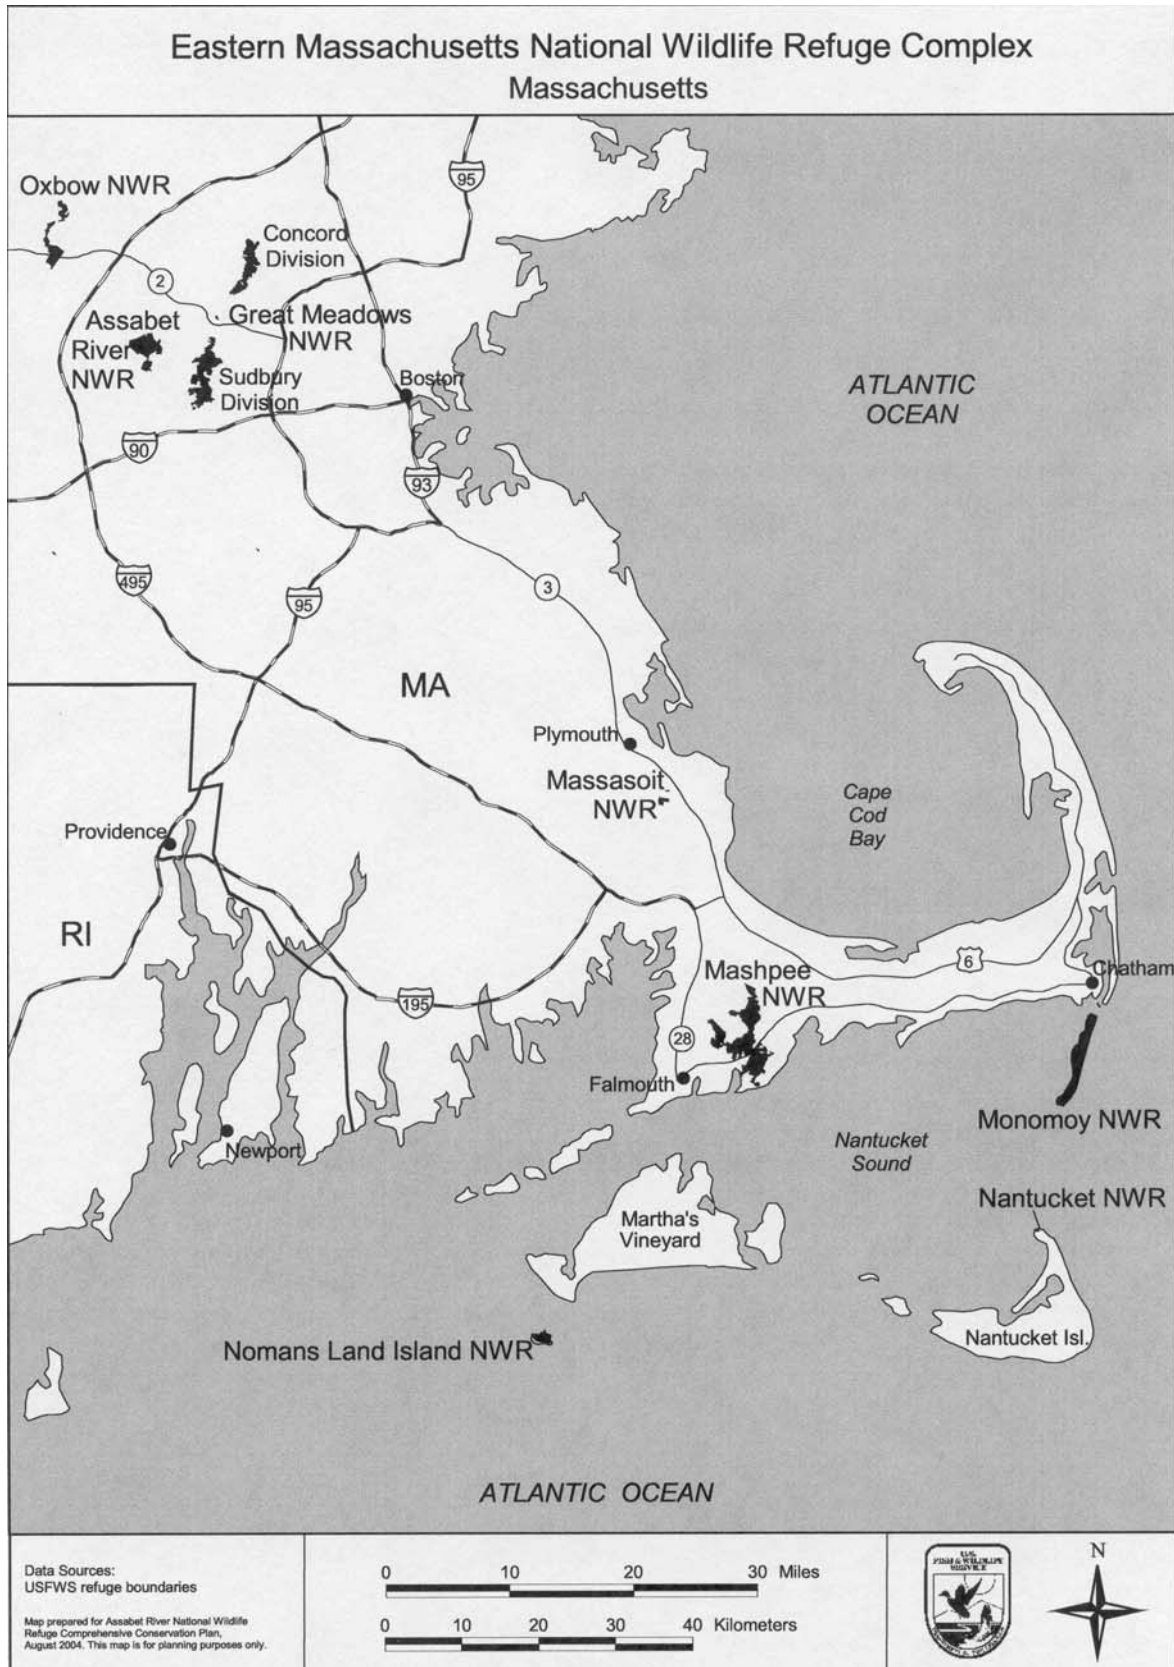 Eastern Massachusetts National Wildlife Refuge Complex
Massachusetts
95
Oxbow NWR
Concord
Division
2
Great Meadows
NWR
Assabet
River
NWR
Sudbury
Division
Boston
ATLANTIC
OCEAN
90
93
495
95
3
MA
Plymouth
Massasoit
NWR
Cape
Cod
Bay
Providence
RI
6
Chatham
Mashpee
NWR
195
28
Falmouth
Monomoy NWR
Newport
Nantucket
Sound
Nantucket NWR
Martha's
Vineyard
Nantucket Isl.
Nomans Land Island NWR
ATLANTIC OCEAN
Data Sources:
USFWS refuge boundaries
Map prepared for Assabet River National Wildlife
Refuge Comprehensive Conservation Plan,
August 2004. This map is for planning purposes only.
0 10 20 30 Miles
0 10 20 30 40 Kilometers
U.S.
FISH & WILDLIFE
SERVICE
N